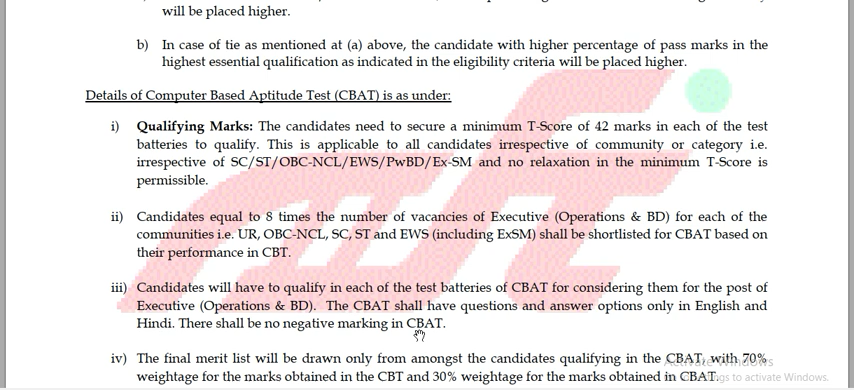 will be placed higher.
b) In case of tie as mentioned at (a) above, the candidate with higher percentage of pass marks in the
highest essential qualification as indicated in the eligibility criteria will be placed higher.
Details of Computer Based Aptitude Test (CBAT) is as under:
i) Qualifying Marks: The candidates need to secure a minimum T-Score of 42 marks in each of the test
batteries to qualify. This is applicable to all candidates irrespective of community or category i.e.
irrespective of SC/ST/OBC-NCL/EWS/PwBD/Ex-SM and no relaxation in the minimum T-Score is
permissible.
ii) Candidates equal to 8 times the number of vacancies of Executive (Operations & BD) for each of the
communities i.e. UR, OBC-NCL, SC, ST and EWS (including ExSM) shall be shortlisted for CBAT based on
their performance in CBT.
iii) Candidates will have to qualify in each of the test batteries of CBAT for considering them for the post of
Executive (Operations & BD). The CBAT shall have questions and answer options only in English and
Hindi. There shall be no negative marking in CBAT.
iv) The final merit list will be drawn only from amongst the candidates qualifying in the CBAT, with 70%
weightage for the marks obtained in the CBT and 30% weightage for the marks obtained in CBAT.
Activate Windows
to activate Windows.